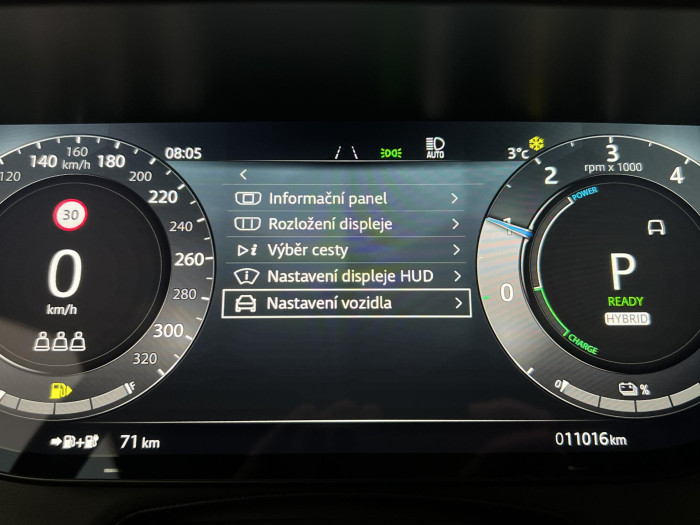 08:05
AUTO
3°c
120
140
160
km/h
180
200
220
240
260
280
300
320
30
0
km/h
F
Informační panel
Rozložení displeje
Výběr cesty
Nastavení displeje HUD
Nastavení vozidla
rpm x 1000
0
1
2
3
4
POWER
P
READY
HYBRID
CHARGE
0
%
71 km
011016km